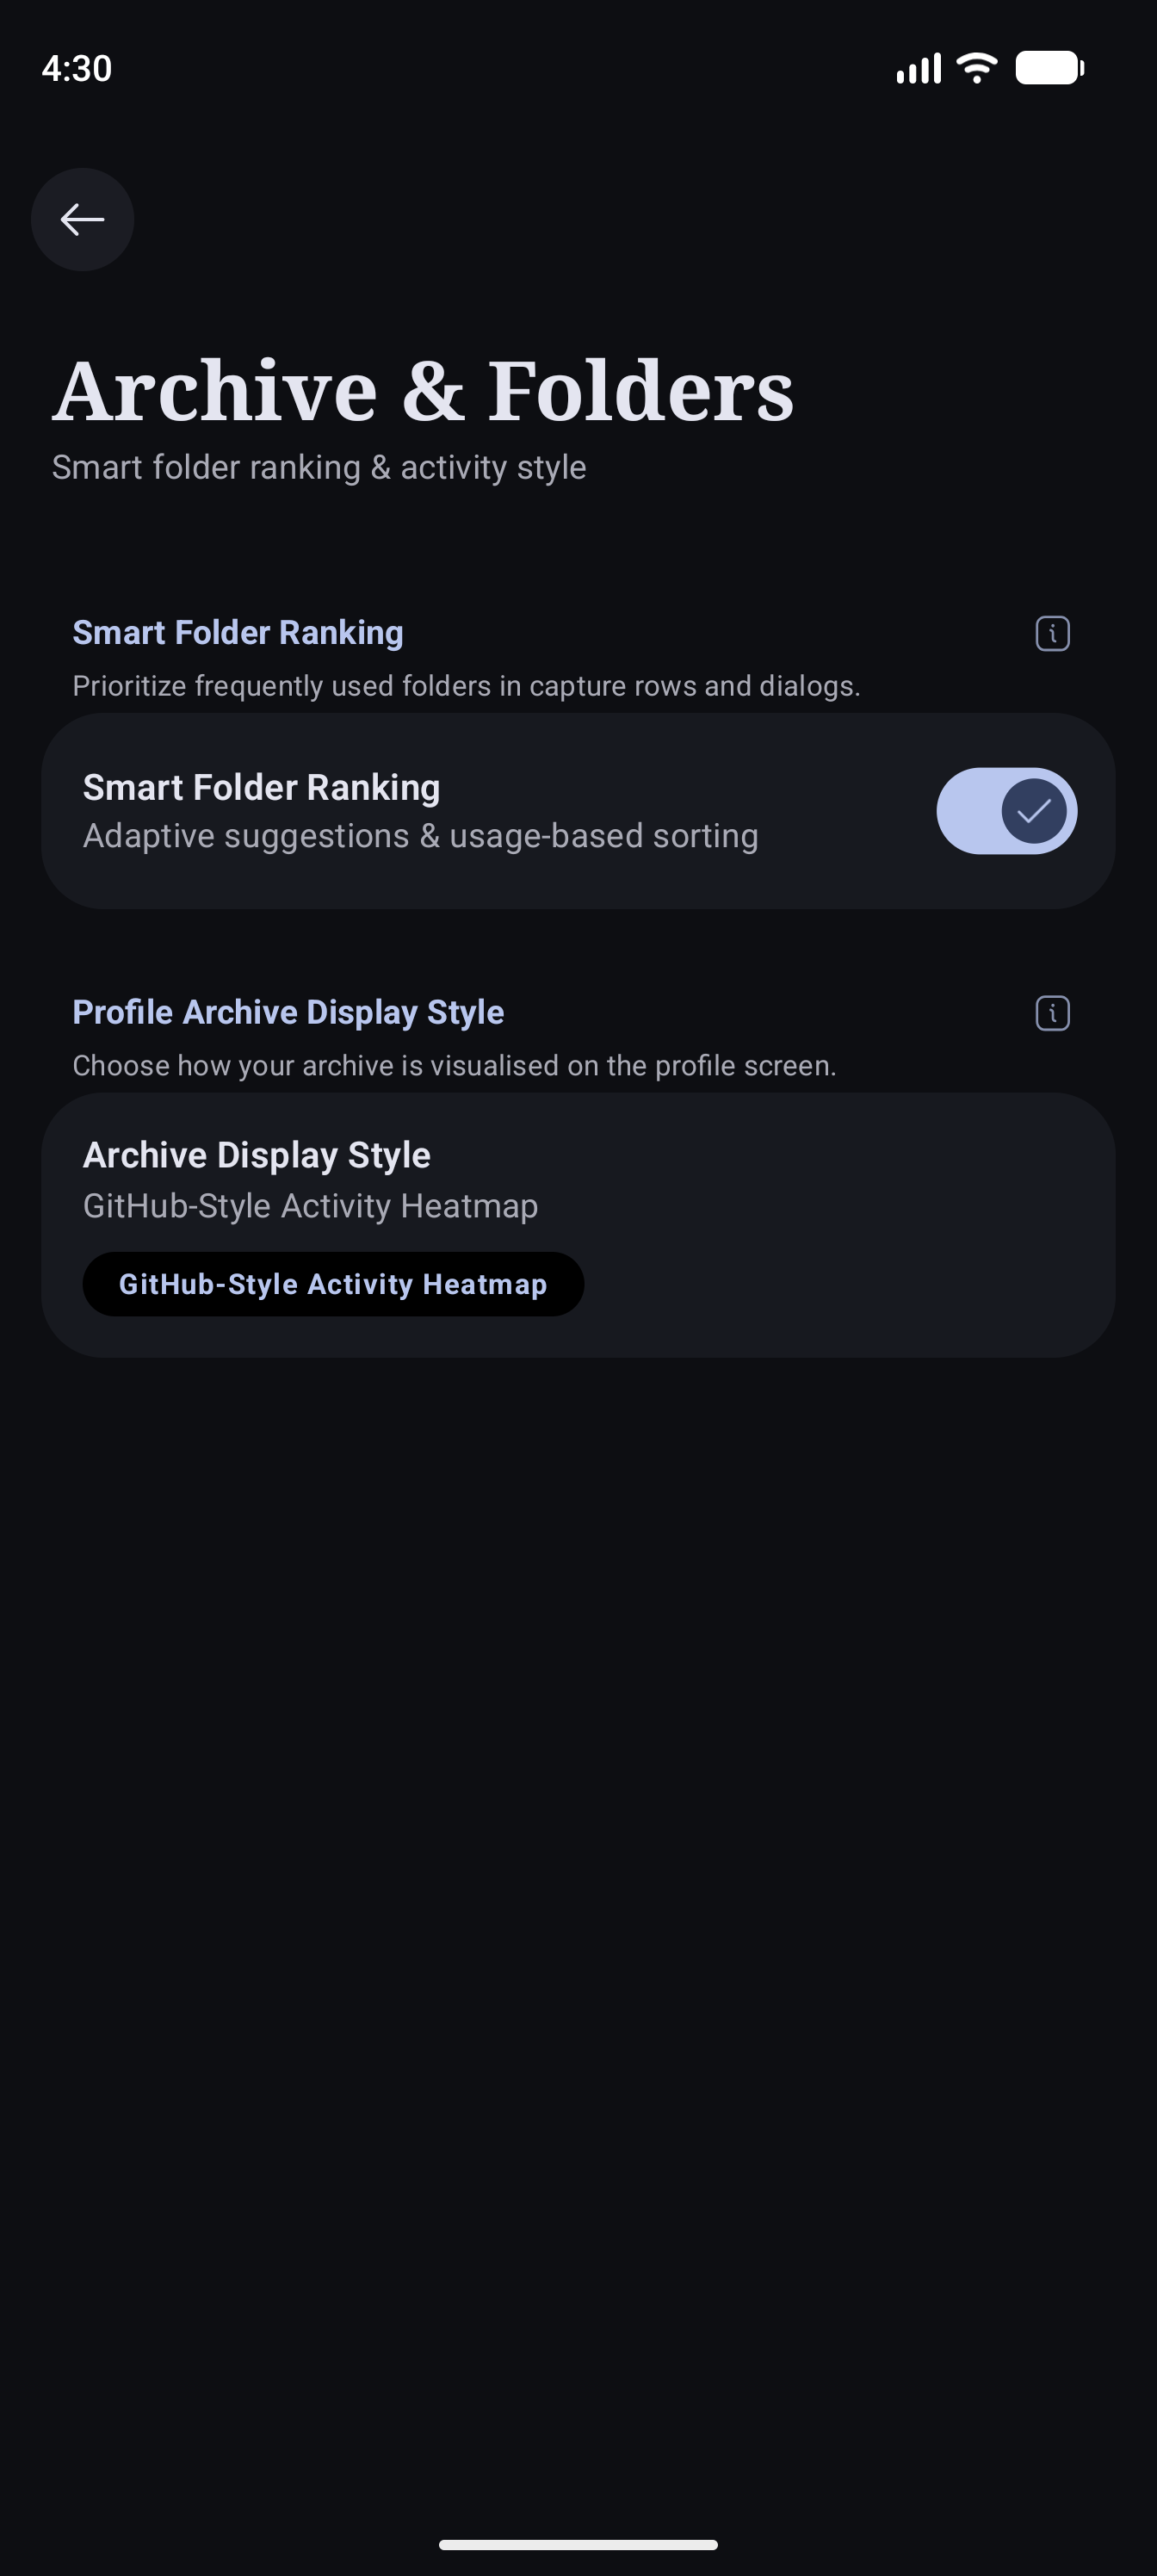 4:30
Archive & Folders
Smart folder ranking & activity style
Smart Folder Ranking
Prioritize frequently used folders in capture rows and dialogs.
Smart Folder Ranking
Adaptive suggestions & usage-based sorting
Profile Archive Display Style
Choose how your archive is visualised on the profile screen.
Archive Display Style
GitHub-Style Activity Heatmap
GitHub-Style Activity Heatmap